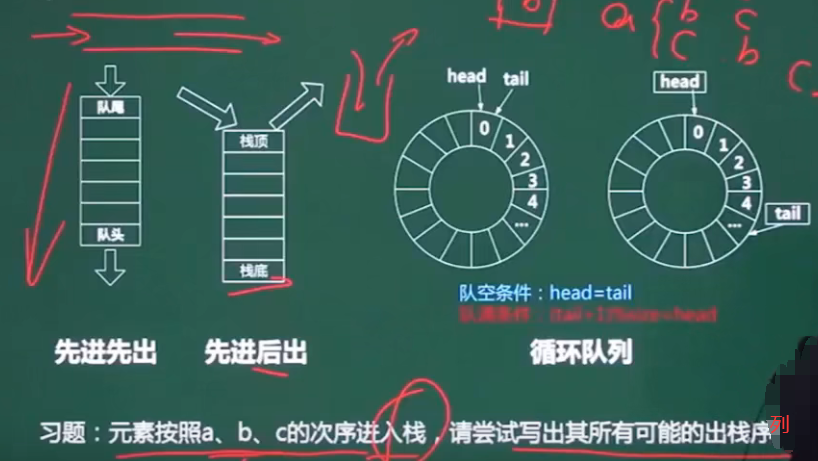 a { b c
c b
c
head tail
head
队尾
栈顶
0
1
2
3
4
...
0
1
2
3
4
...
tail
队头
栈底
队空条件：head=tail
队满条件：(tail+1)%size=head
先进先出
先进后出
循环队列
习题：元素按照a、b、c的次序进入栈，请尝试写出其所有可能的出栈序列